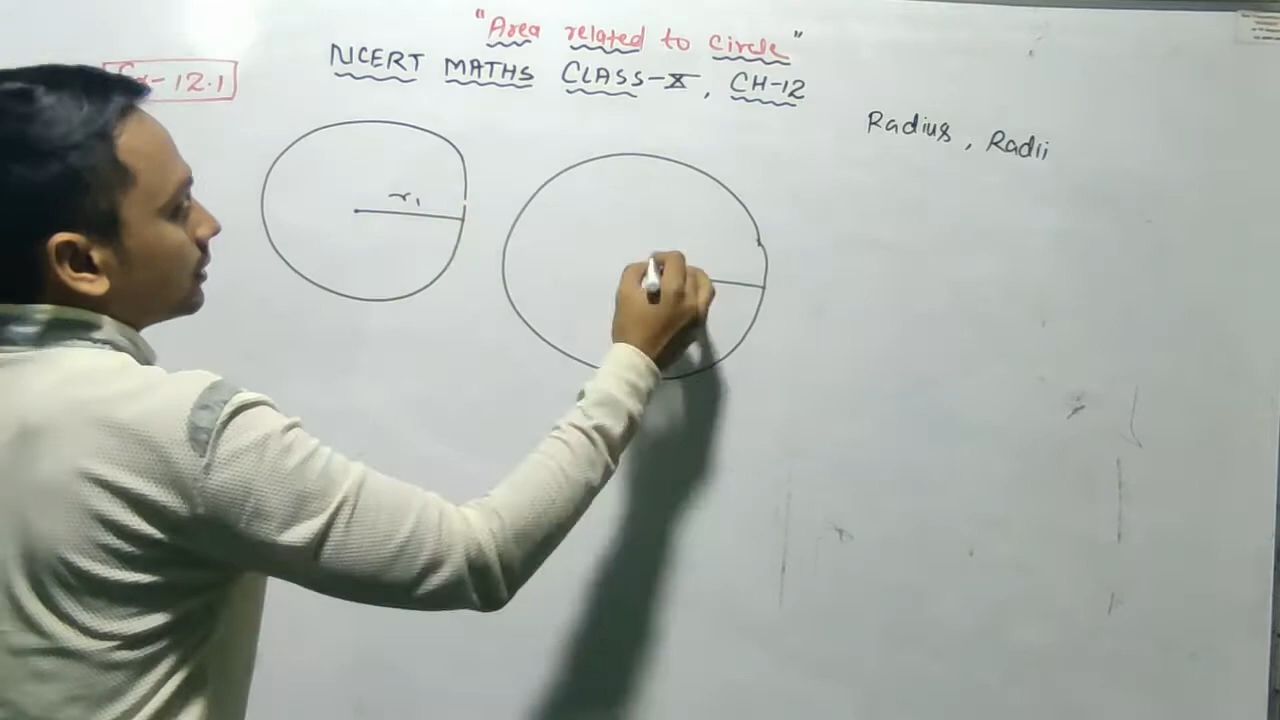 "Area related to Circle"
NCERT MATHS CLASS-X, CH-12
12.1
Radius, Radii
r₁